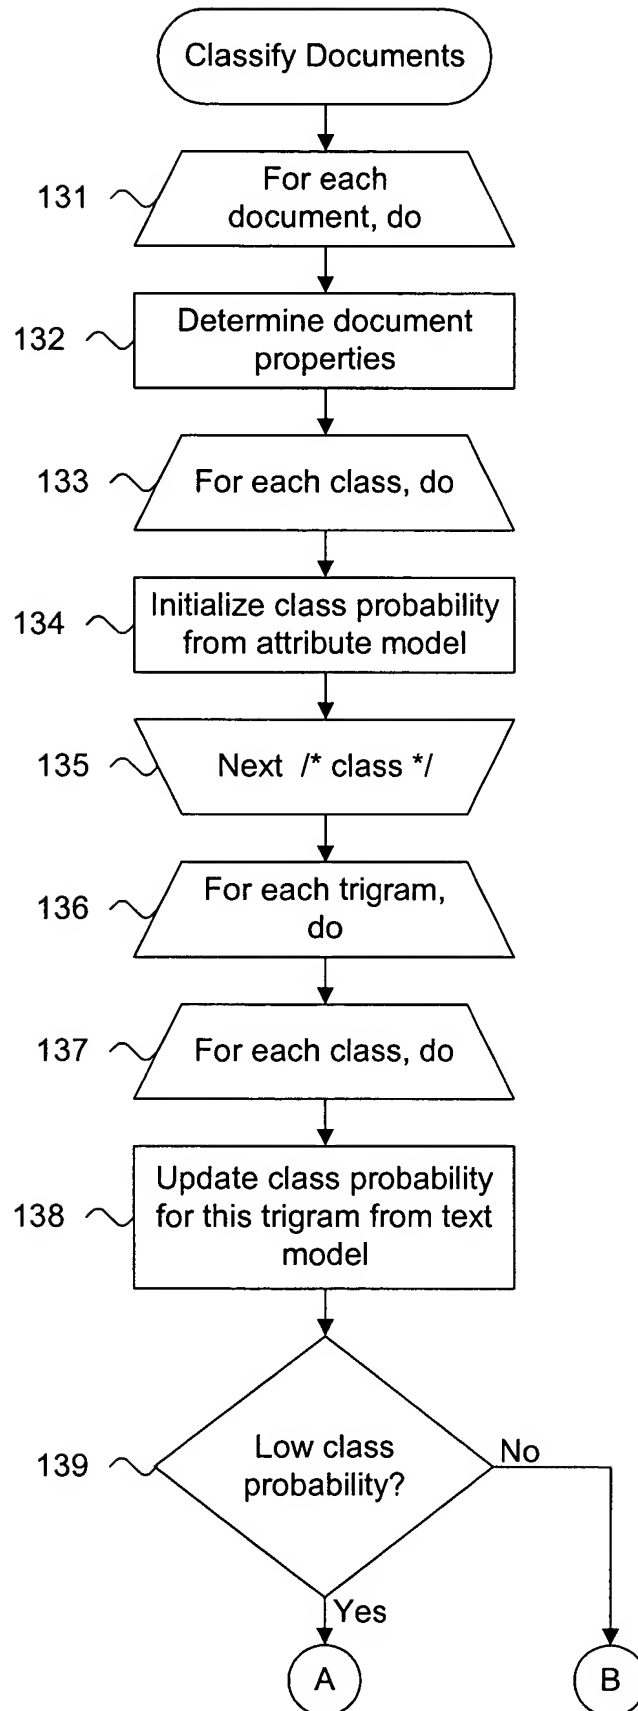 Classify Documents
131
For each
document, do
132
Determine document
properties
133
For each class, do
134
Initialize class probability
from attribute model
135
Next /* class */
136
For each trigram,
do
137
For each class, do
138
Update class probability
for this trigram from text
model
139
Low class
probability?
No
Yes
A
B